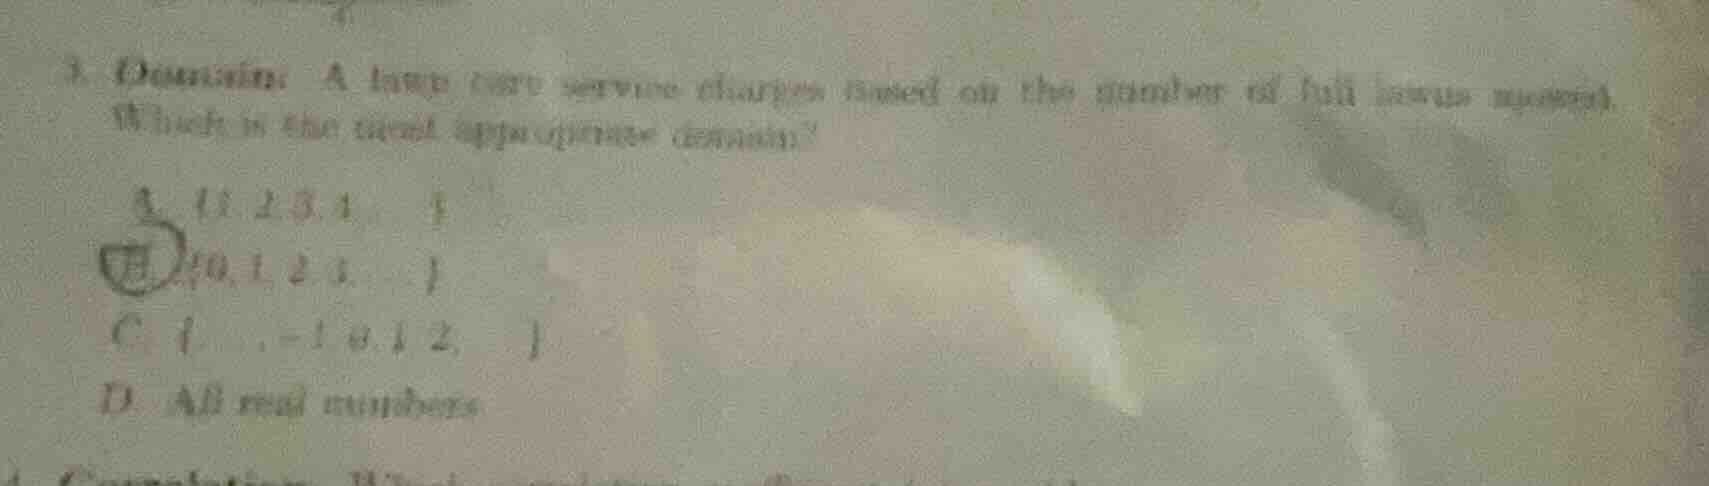 3. Domain: A lawn care service charges based on the number of full lawns mowed.
Which is the most appropriate domain?
A. {1, 2, 3, 4, ... }
B. {0, 1, 2, 3, ... }
C. {... , -1, 0, 1, 2, ... }
D. All real numbers
Correlation: